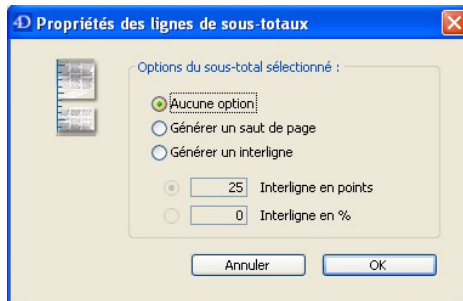 4D Propriétés des lignes de sous-totaux
Options du sous-total sélectionné :
Aucune option
Générer un saut de page
Générer un interligne
25 Interligne en points
0 Interligne en %
Annuler OK